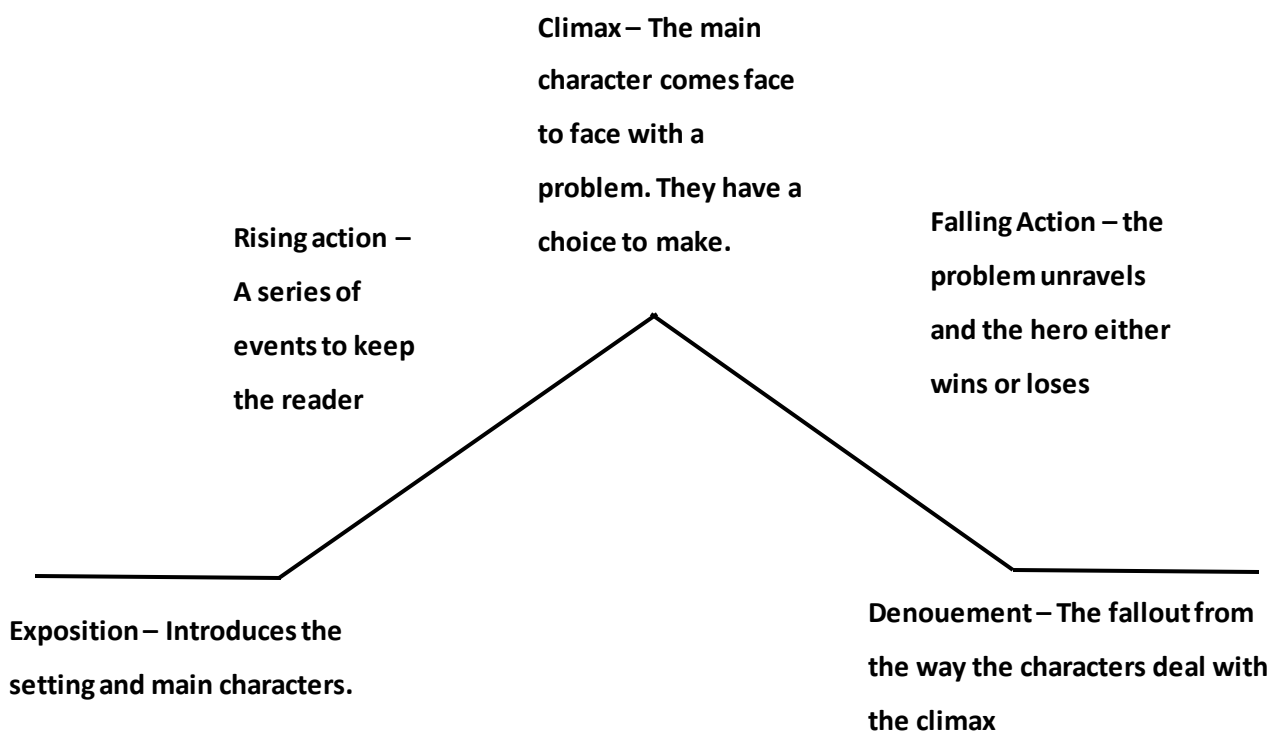 Climax – The main
character comes face
to face with a
problem. They have a
choice to make.
Rising action –
A series of
events to keep
the reader
Falling Action – the
problem unravels
and the hero either
wins or loses
Exposition – Introduces the
setting and main characters.
Denouement – The fallout from
the way the characters deal with
the climax